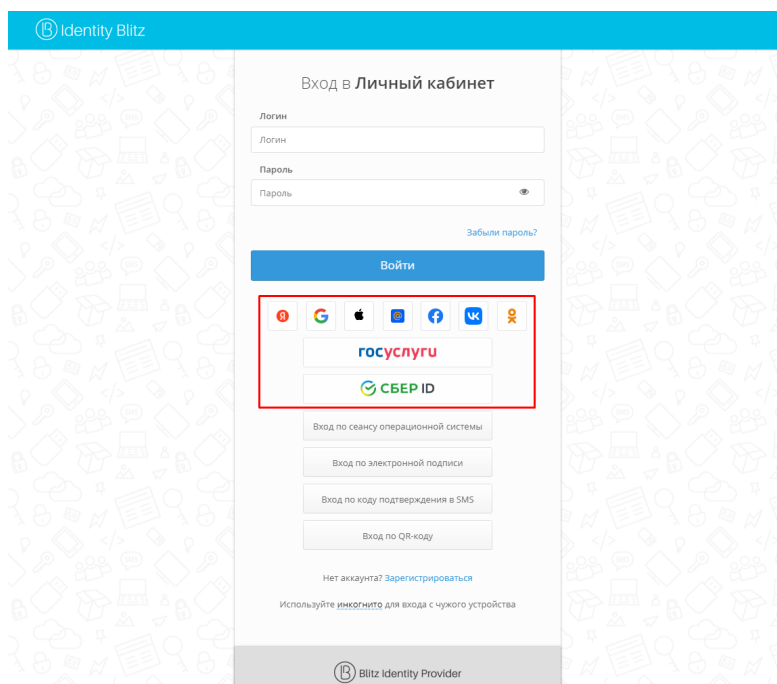 Identity Blitz
Вход в Личный кабинет
Логин
Логин
Пароль
Пароль
Забыли пароль?
Войти
госуслуги
СБЕР ID
Вход по сеансу операционной системы
Вход по электронной подписи
Вход по коду подтверждения в SMS
Вход по QR-коду
Нет аккаунта? Зарегистрироваться
Используйте инкогнито для входа с чужого устройства
Blitz Identity Provider